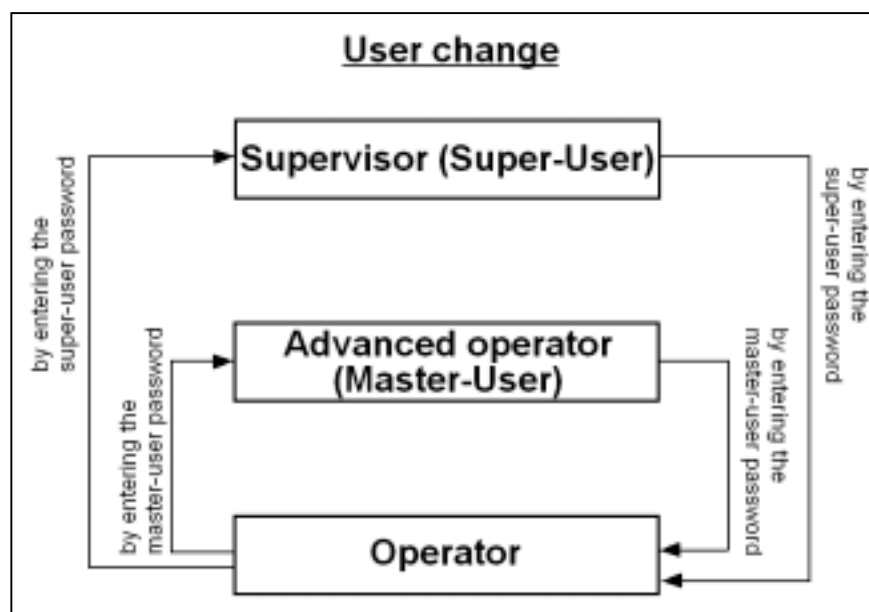 User change
Supervisor (Super-User)
by entering the
super-user password
by entering the
super-user password
Advanced operator
(Master-User)
by entering the
master-user password
by entering the
master-user password
Operator